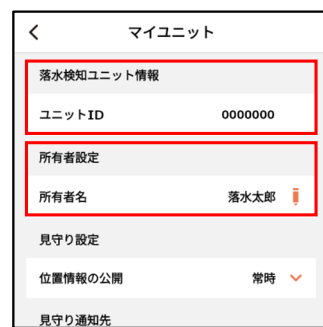 マイユニット
落水検知ユニット情報
ユニットID 0000000
所有者設定
所有者名 落水太郎
見守り設定
位置情報の公開 常時
見守り通知先